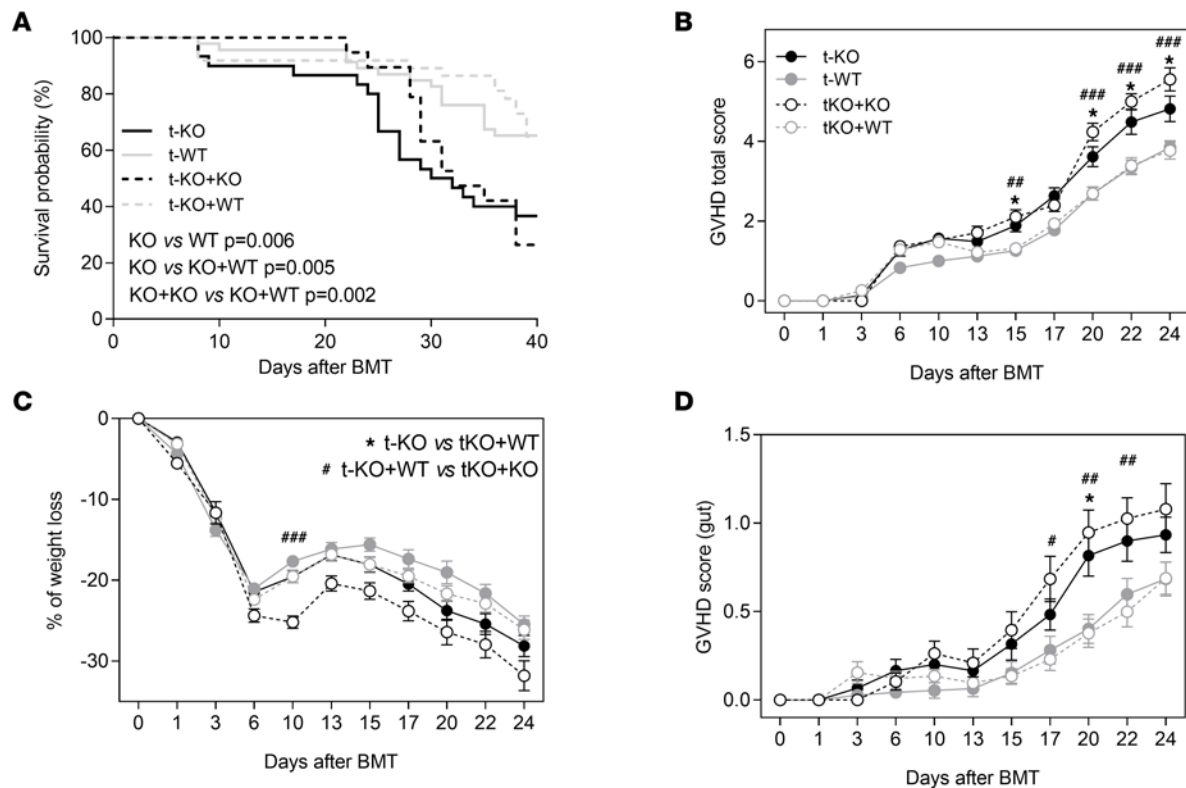 A
Survival probability (%)
100
80
60
40
20
0
t-KO
t-WT
t-KO+KO
t-KO+WT
KO vs WT p=0.006
KO vs KO+WT p=0.005
KO+KO vs KO+WT p=0.002
0 10 20 30 40
Days after BMT
B
GVHD total score
6
4
2
0
t-KO
t-WT
tKO+KO
tKO+WT
##
*
###
*
###
*
###
*
0 1 3 6 10 13 15 17 20 22 24
Days after BMT
C
% of weight loss
0
-10
-20
-30
* t-KO vs tKO+WT
# t-KO+WT vs tKO+KO
###
0 1 3 6 10 13 15 17 20 22 24
Days after BMT
D
GVHD score (gut)
1.5
1.0
0.5
0.0
#
##
*
##
0 1 3 6 10 13 15 17 20 22 24
Days after BMT